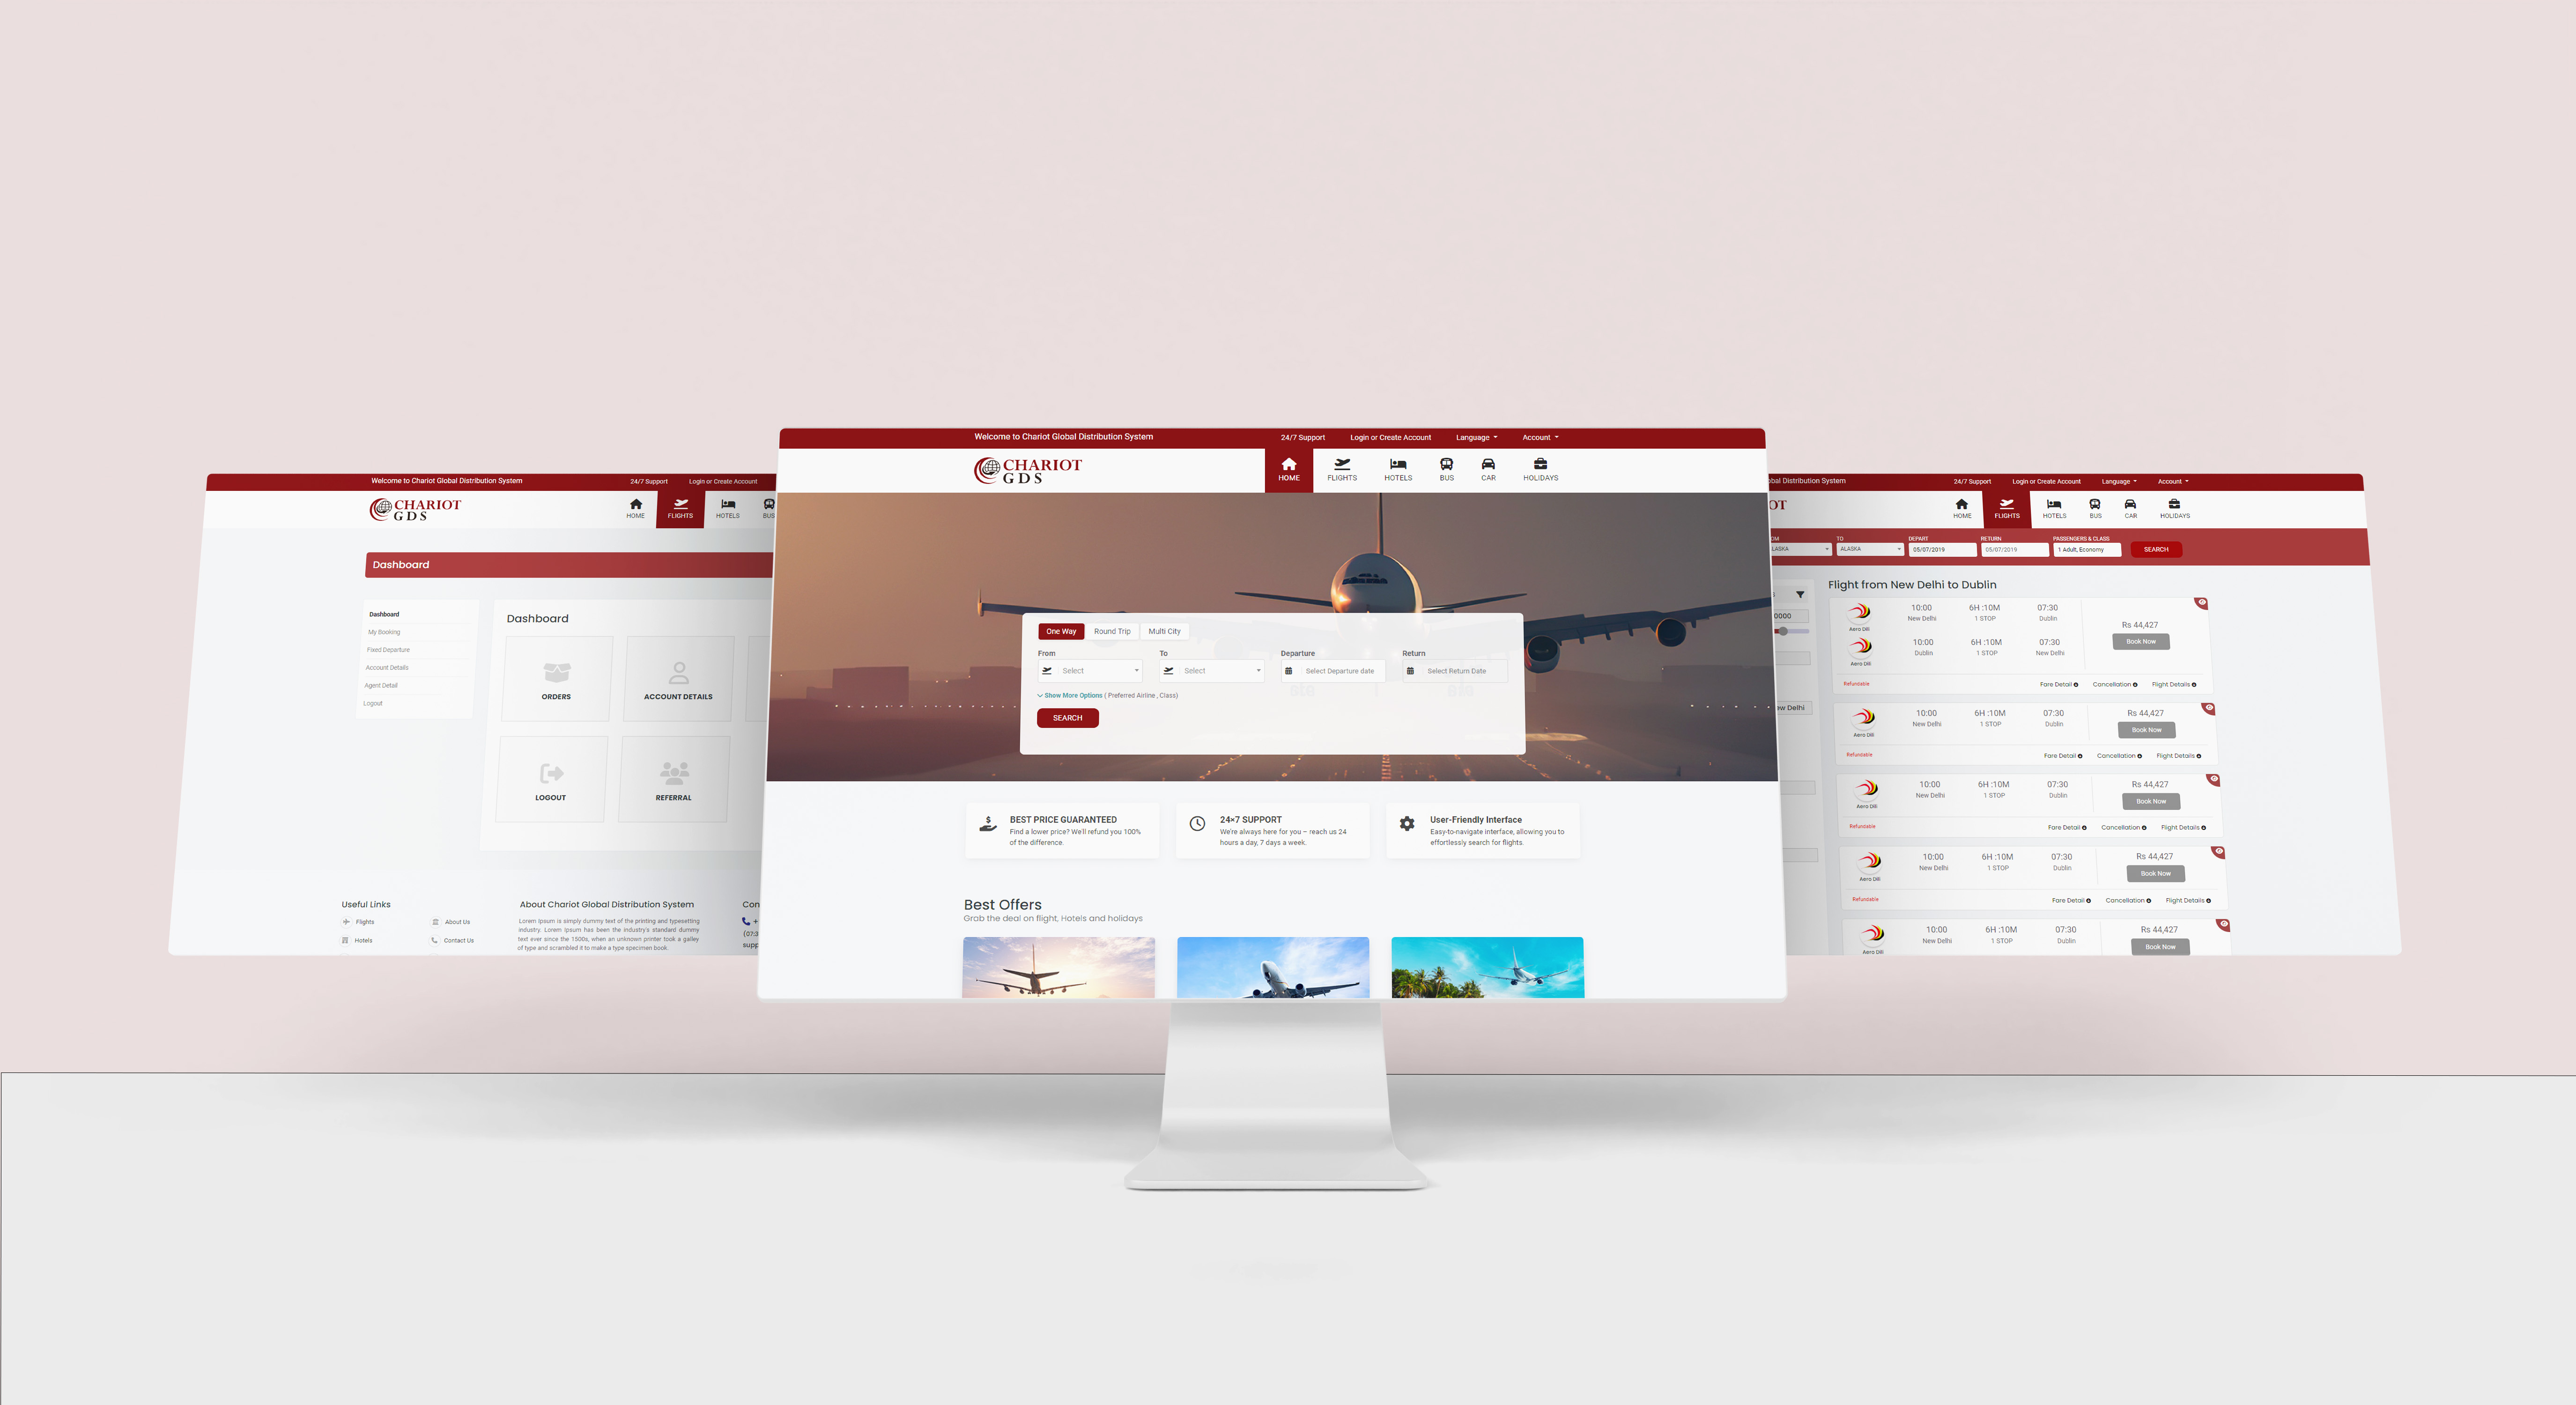 Welcome to Chariot Global Distribution System
24/7 Support
Login or Create Account
CHARIOT
GDS
HOME
FLIGHTS
HOTELS
BUS
Dashboard
Dashboard
My Booking
Fixed Departure
Account Details
Agent Detail
Logout
Dashboard
ORDERS
ACCOUNT DETAILS
LOGOUT
REFERRAL
Useful Links
Flights
About Us
Hotels
Contact Us
About Chariot Global Distribution System
Lorem Ipsum is simply dummy text of the printing and typesetting
industry. Lorem Ipsum has been the industry's standard dummy
text ever since the 1500s, when an unknown printer took a galley
of type and scrambled it to make a type specimen book.
Welcome to Chariot Global Distribution System
24/7 Support
Login or Create Account
Language
Account
CHARIOT
GDS
HOME
FLIGHTS
HOTELS
BUS
CAR
HOLIDAYS
One Way
Round Trip
Multi City
From
To
Departure
Return
Select
Select
Select Departure date
Select Return Date
Show More Options ( Preferred Airline , Class)
SEARCH
BEST PRICE GUARANTEED
Find a lower price? We'll refund you 100%
of the difference.
24×7 SUPPORT
We're always here for you – reach us 24
hours a day, 7 days a week.
User-Friendly Interface
Easy-to-navigate interface, allowing you to
effortlessly search for flights.
Best Offers
Grab the deal on flight, Hotels and holidays
Distribution System
24/7 Support
Login or Create Account
Language
Account
HOME
FLIGHTS
HOTELS
BUS
CAR
HOLIDAYS
TO
DEPART
RETURN
PASSENGERS & CLASS
ALASKA
05/07/2019
05/07/2019
1 Adult, Economy
SEARCH
Flight from New Delhi to Dublin
10:00 6H :10M 07:30
New Delhi 1 STOP Dublin
Aero Dili
Rs 44,427
Book Now
10:00 6H :10M 07:30
Dublin 1 STOP New Delhi
Aero Dili
Refundable Fare Detail Cancellation Flight Details
10:00 6H :10M 07:30 Rs 44,427
New Delhi 1 STOP Dublin
Book Now
Aero Dili
Refundable Fare Detail Cancellation Flight Details
Delhi
10:00 6H :10M 07:30 Rs 44,427
New Delhi 1 STOP Dublin
Book Now
Aero Dili
Refundable Fare Detail Cancellation Flight Details
10:00 6H :10M 07:30 Rs 44,427
New Delhi 1 STOP Dublin
Book Now
Aero Dili
Refundable Fare Detail Cancellation Flight Details
10:00 6H :10M 07:30 Rs 44,427
New Delhi 1 STOP Dublin
Book Now
Aero Dili